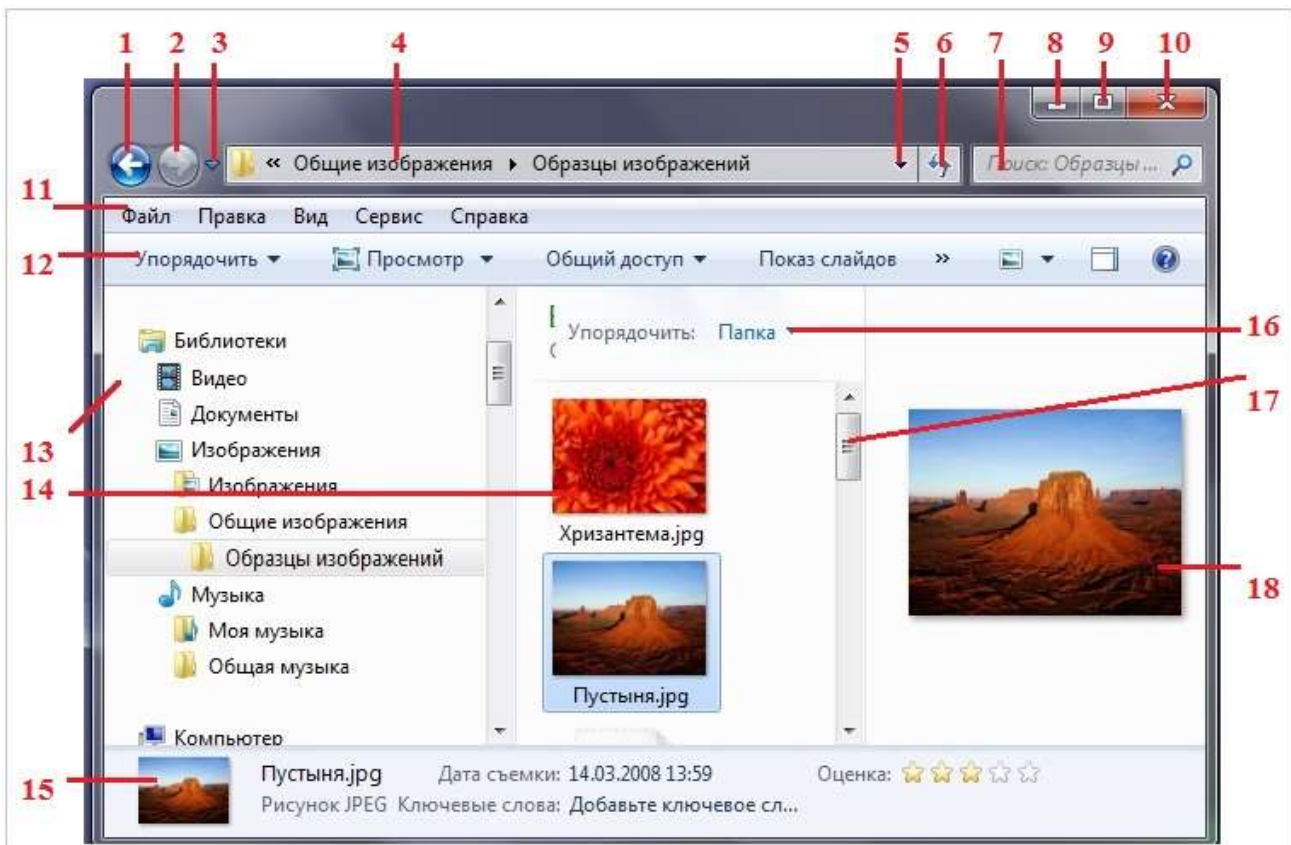 1 2 3 4 5 6 7 8 9 10
« Общие изображения Образцы изображений Поиск: Образцы ...
11
Файл Правка Вид Сервис Справка
12 Упорядочить Просмотр Общий доступ Показ слайдов »
Упорядочить: Папка 16
Библиотеки
Видео
17
Документы
13 Изображения
14 Изображения
Общие изображения
Хризантема.jpg
Образцы изображений
18
Музыка
Моя музыка
Общая музыка
Пустыня.jpg
Компьютер
15 Пустыня.jpg Дата съемки: 14.03.2008 13:59 Оценка:
Рисунок JPEG Ключевые слова: Добавьте ключевое сл...